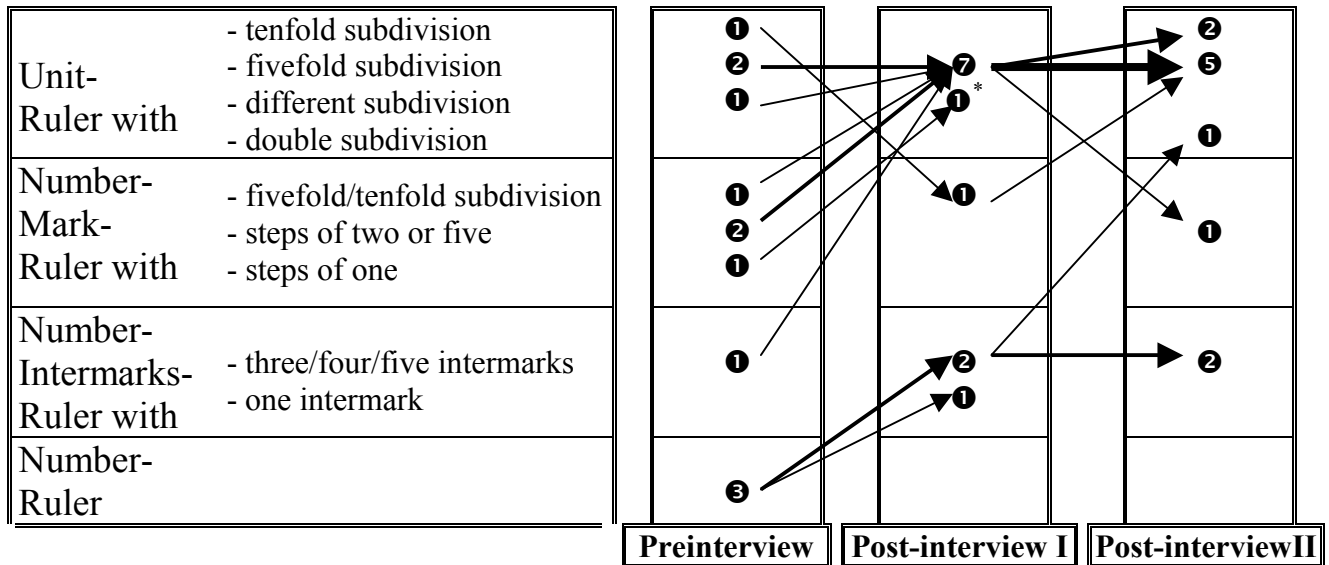 Unit-
Ruler with
- tenfold subdivision
- fivefold subdivision
- different subdivision
- double subdivision
❶
❷
❶
❼
❶*
❷
❺
❶
Number-
Mark-
Ruler with
- fivefold/tenfold subdivision
- steps of two or five
- steps of one
❶
❷
❶
❶
❶
Number-
Intermarks-
Ruler with
- three/four/five intermarks
- one intermark
❶
❷
❶
❷
Number-
Ruler
❸
Preinterview
Post-interview I
Post-interviewII